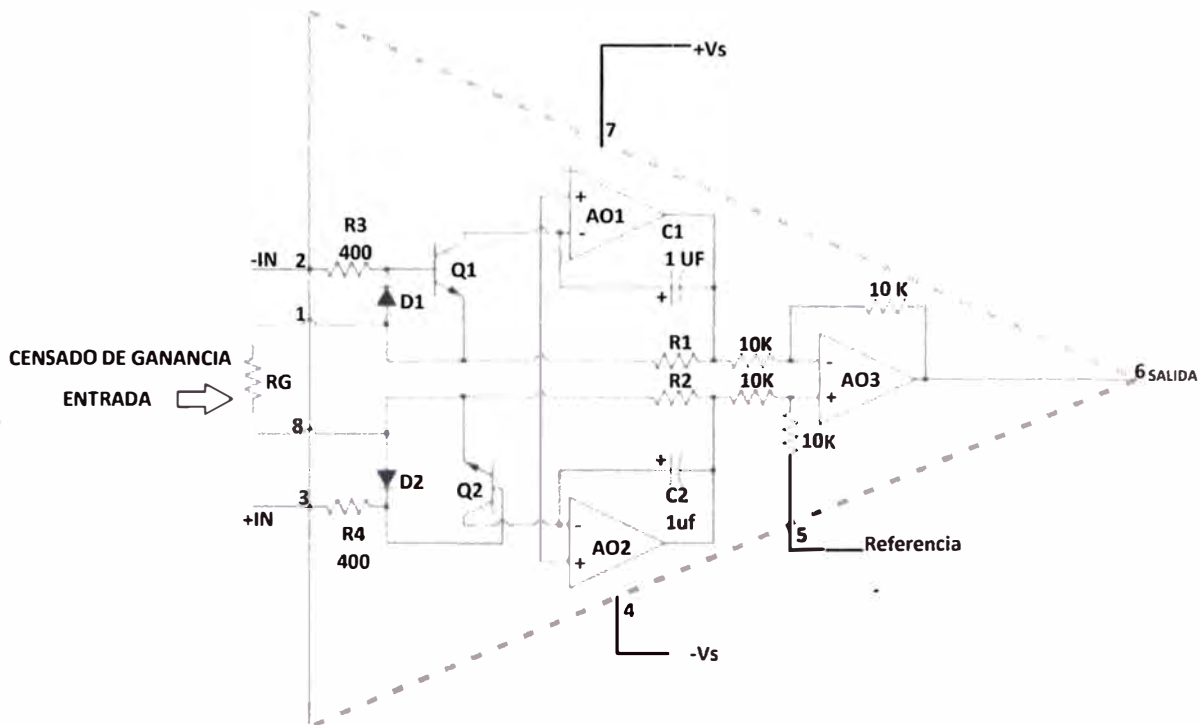 +Vs
7
+
AO1
-
C1
1 UF
+
R3
400
-IN
2
Q1
D1
1
10 K
CENSADO DE GANANCIA
RG
ENTRADA
R1
10K
-
AO3
+
R2
10K
6 SALIDA
8
10K
D2
Q2
+
C2
1uf
3
+IN
R4
400
-
AO2
+
5
Referencia
4
-Vs